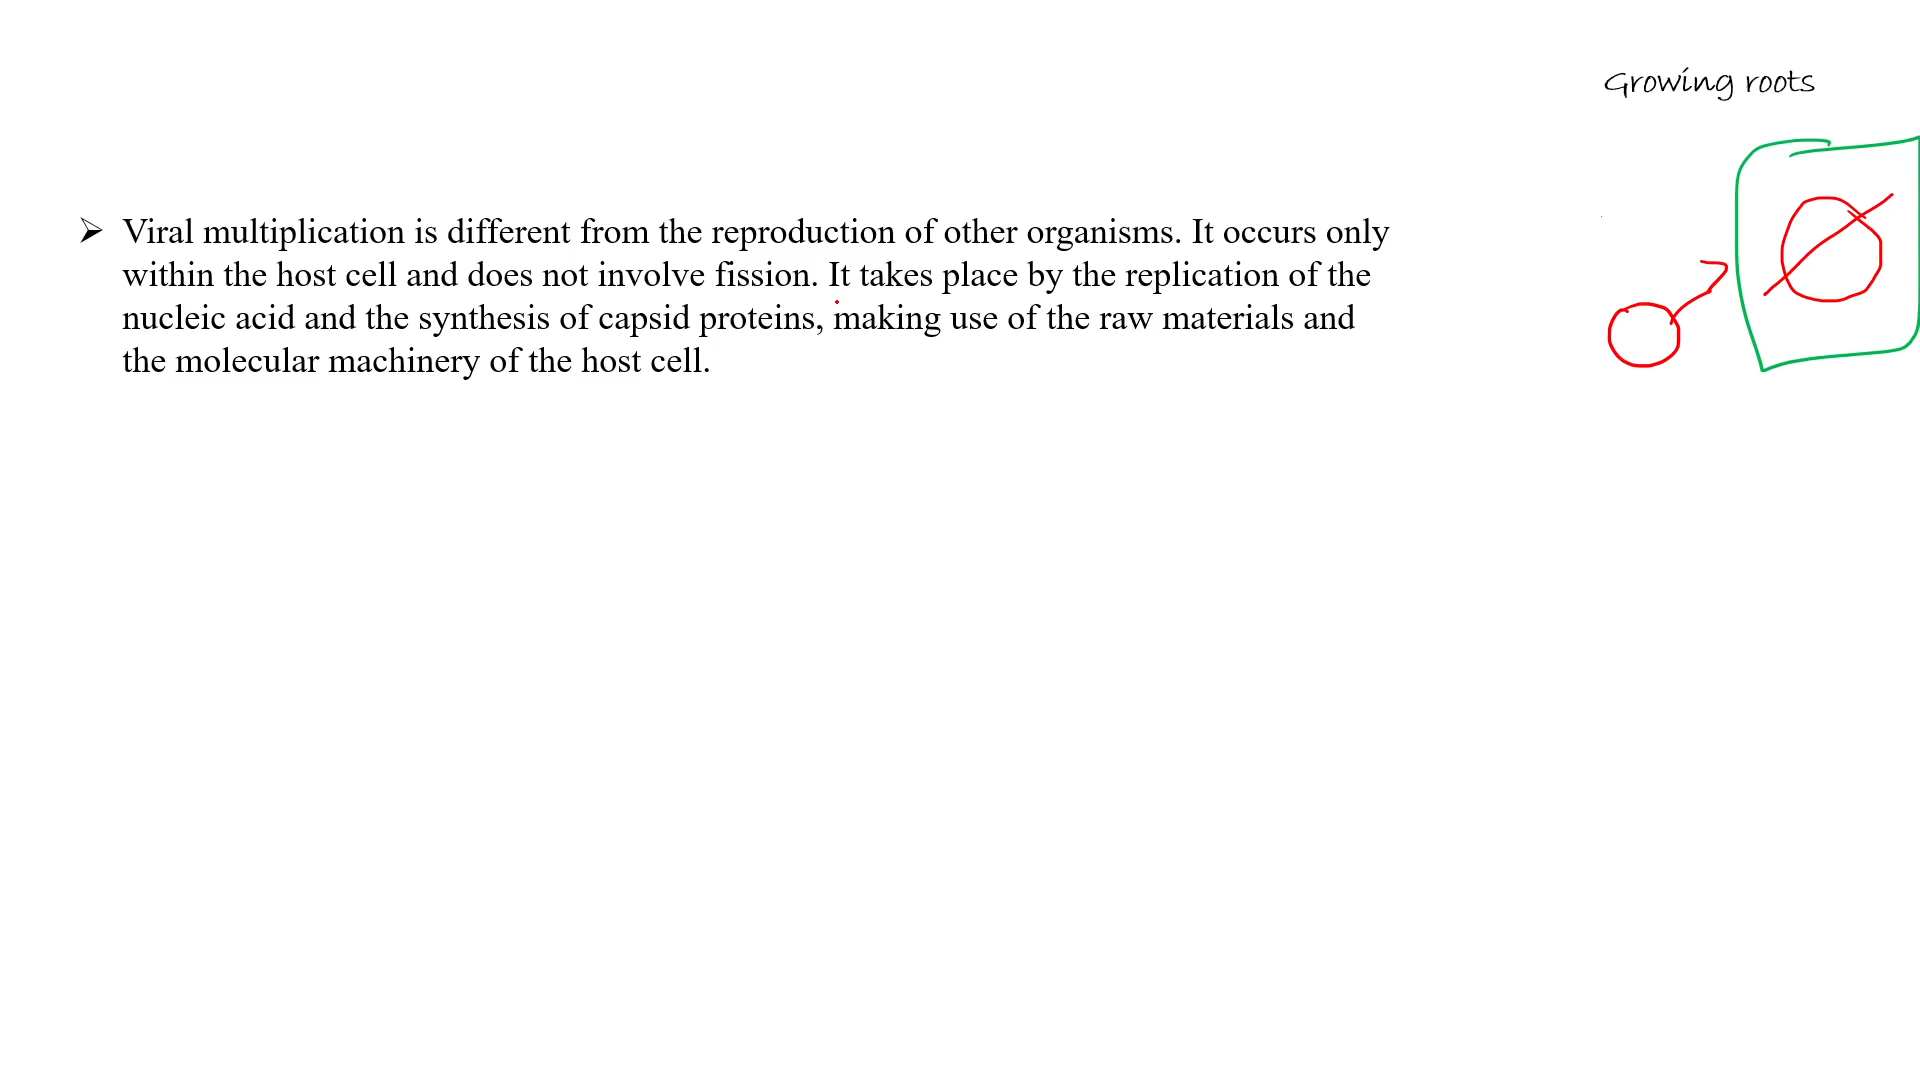 Growing roots
➢ Viral multiplication is different from the reproduction of other organisms. It occurs only
within the host cell and does not involve fission. It takes place by the replication of the
nucleic acid and the synthesis of capsid proteins, making use of the raw materials and
the molecular machinery of the host cell.